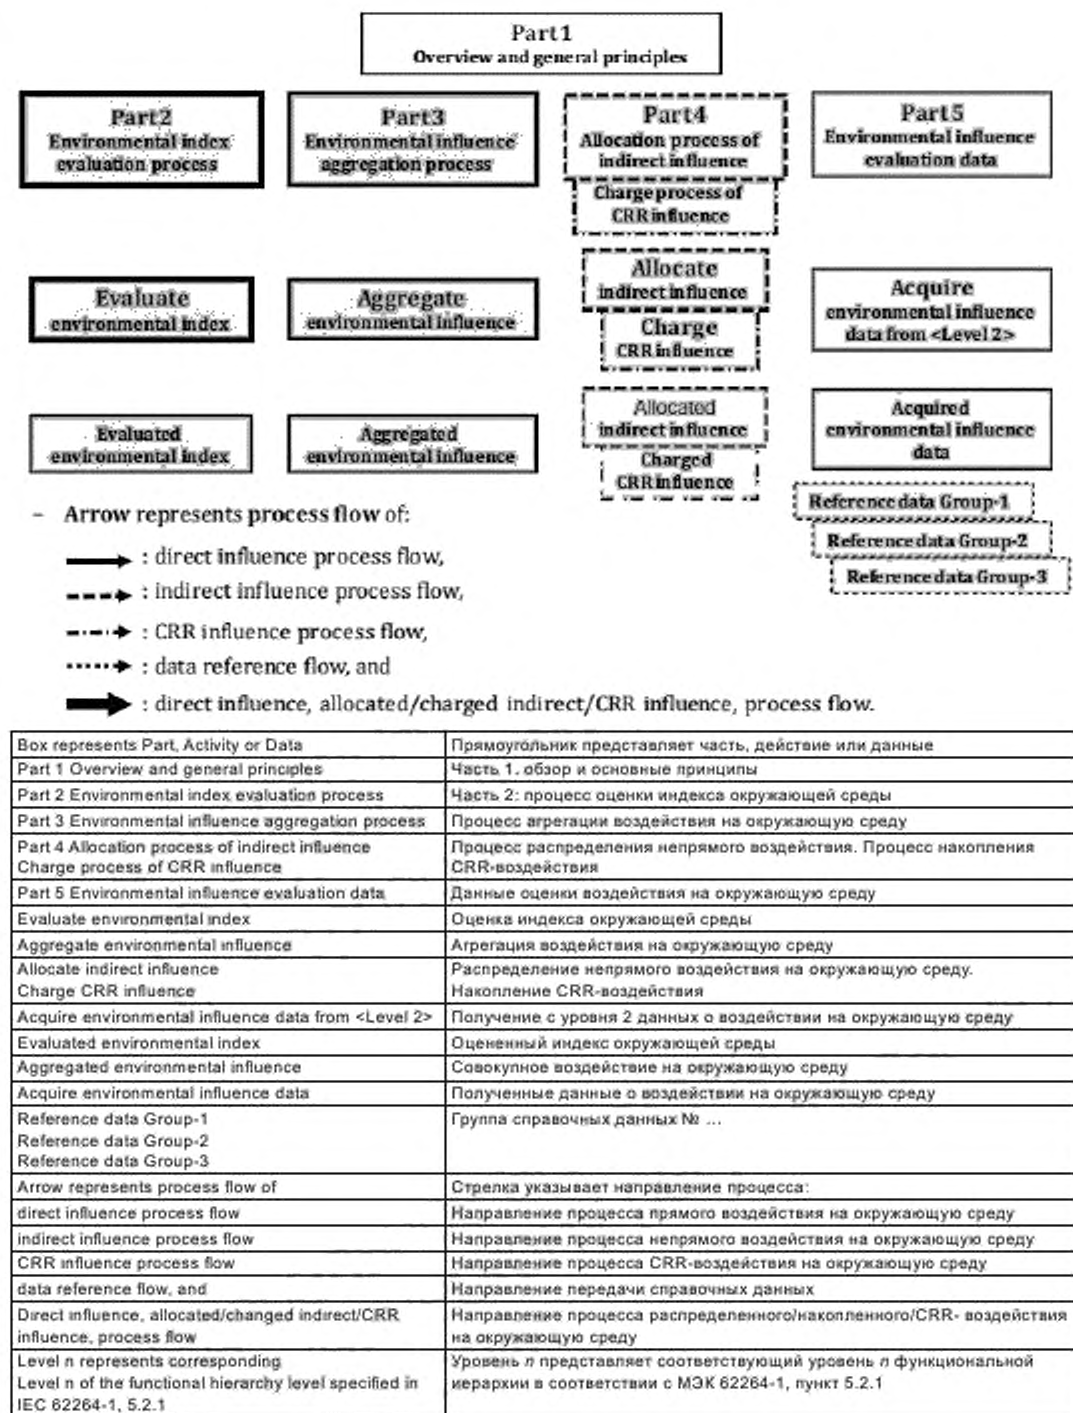 Part1
Overview and general principles
Part2
Environmental index
evaluation process
Part3
Environmental influence
aggregation process
Part4
Allocation process of
indirect influence
Charge process of
CRR influence
Part5
Environmental influence
evaluation data
Evaluate
environmental index
Aggregate
environmental influence
Allocate
indirect influence
Charge
CRR influence
Acquire
environmental influence
data from <Level 2>
Evaluated
environmental index
Aggregated
environmental influence
Allocated
indirect influence
Charged
CRR influence
Acquired
environmental influence
data
Reference data Group-1
Reference data Group-2
Reference data Group-3
– Arrow represents process flow of:
: direct influence process flow,
: indirect influence process flow,
: CRR influence process flow,
: data reference flow, and
: direct influence, allocated/charged indirect/CRR influence, process flow.
Box represents Part, Activity or Data
Прямоугольник представляет часть, действие или данные
Part 1 Overview and general principles
Часть 1. обзор и основные принципы
Part 2 Environmental index evaluation process
Часть 2: процесс оценки индекса окружающей среды
Part 3 Environmental influence aggregation process
Процесс агрегации воздействия на окружающую среду
Part 4 Allocation process of indirect influence
Charge process of CRR influence
Процесс распределения непрямого воздействия. Процесс накопления
CRR-воздействия
Part 5 Environmental influence evaluation data
Данные оценки воздействия на окружающую среду
Evaluate environmental index
Оценка индекса окружающей среды
Aggregate environmental influence
Агрегация воздействия на окружающую среду
Allocate indirect influence
Charge CRR influence
Распределение непрямого воздействия на окружающую среду.
Накопление CRR-воздействия
Acquire environmental influence data from <Level 2>
Получение с уровня 2 данных о воздействии на окружающую среду
Evaluated environmental index
Оцененный индекс окружающей среды
Aggregated environmental influence
Совокупное воздействие на окружающую среду
Acquire environmental influence data
Полученные данные о воздействии на окружающую среду
Reference data Group-1
Reference data Group-2
Reference data Group-3
Группа справочных данных № ...
Arrow represents process flow of
Стрелка указывает направление процесса:
direct influence process flow
Направление процесса прямого воздействия на окружающую среду
indirect influence process flow
Направление процесса непрямого воздействия на окружающую среду
CRR influence process flow
Направление процесса CRR-воздействия на окружающую среду
data reference flow, and
Направление передачи справочных данных
Direct influence, allocated/changed indirect/CRR
influence, process flow
Направление процесса распределенного/накопленного/CRR- воздействия
на окружающую среду
Level n represents corresponding
Level n of the functional hierarchy level specified in
IEC 62264-1, 5.2.1
Уровень n представляет соответствующий уровень n функциональной
иерархии в соответствии с МЭК 62264-1, пункт 5.2.1